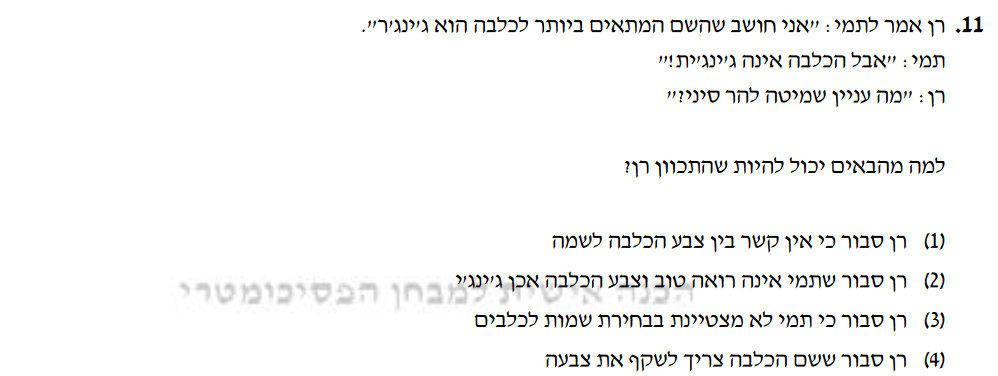 11. רן אמר לתמי: "אני חושב שהשם המתאים ביותר לכלבה הוא ג'ינג'ר".
תמי: "אבל הכלבה אינה ג'ינג'ית!"
רן: "מה עניין שמיטה להר סיני?"
למה מהבאים יכול להיות שהתכוון רן?
(1) רן סבור כי אין קשר בין צבע הכלבה לשמה
(2) רן סבור שתמי אינה רואה טוב וצבע הכלבה אכן ג'ינג'י
הכנה אישית למבחן הפסיכומטרי
(3) רן סבור כי תמי לא מצטיינת בבחירת שמות לכלבים
(4) רן סבור ששם הכלבה צריך לשקף את צבעה